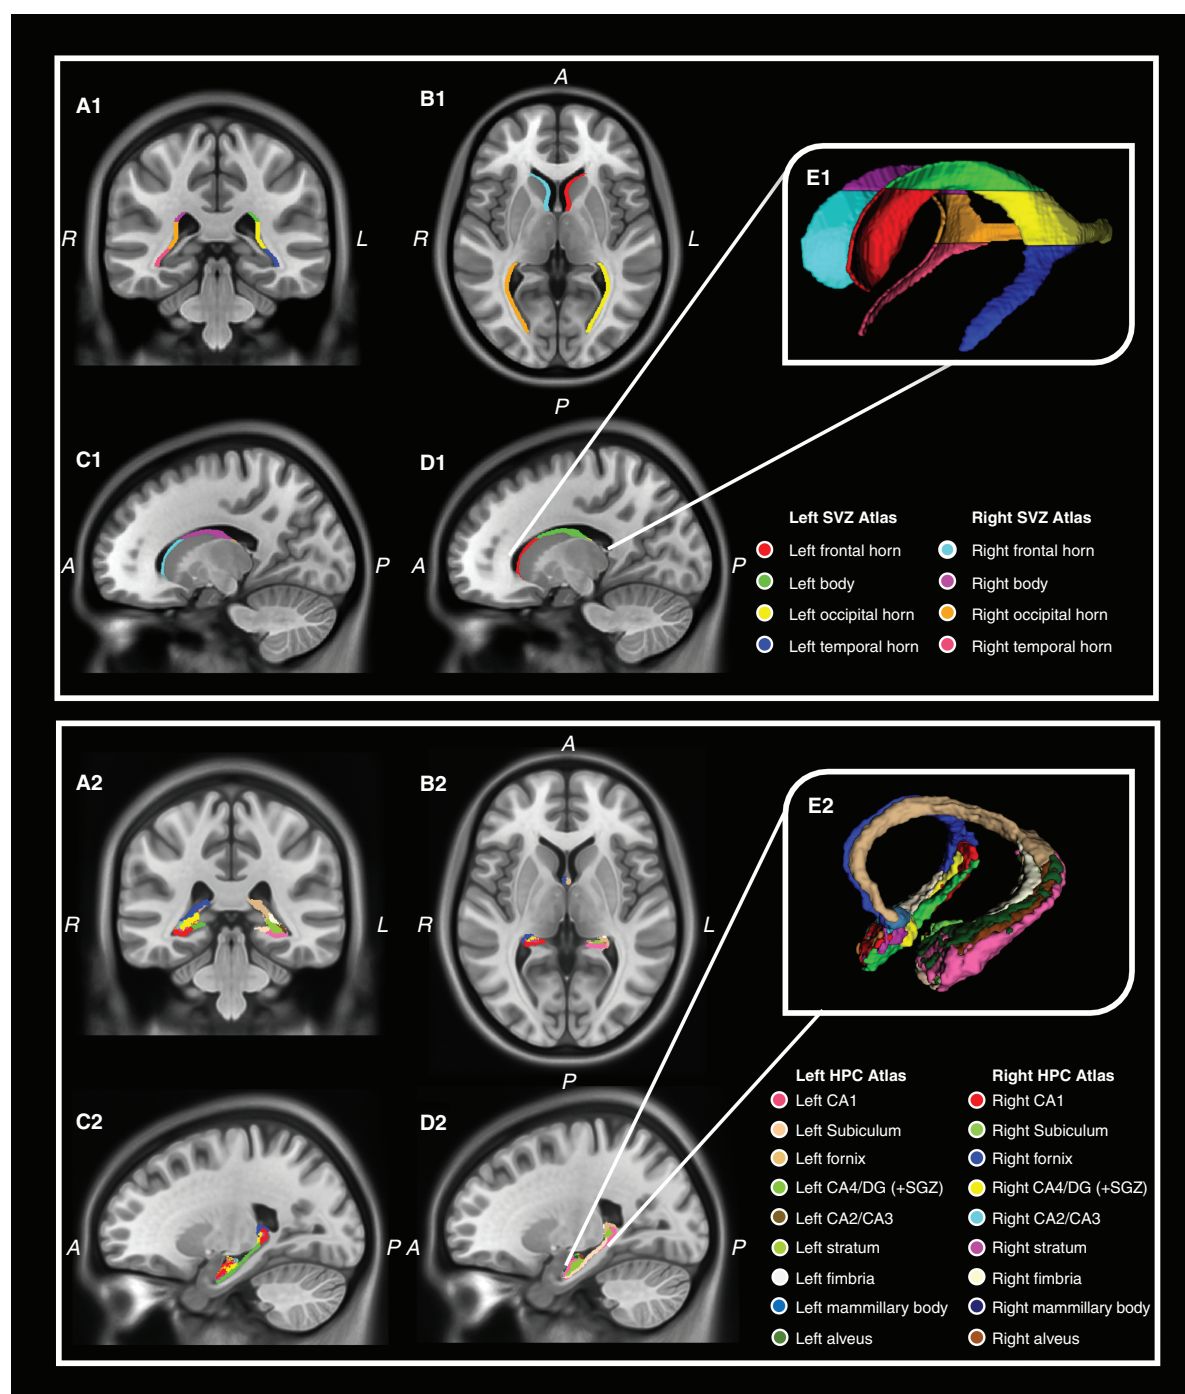 A
A1
B1
E1
R
L
R
L
P
C1
D1
A
P
A
P
Left SVZ Atlas
Right SVZ Atlas
Left frontal horn
Right frontal horn
Left body
Right body
Left occipital horn
Right occipital horn
Left temporal horn
Right temporal horn
A
A2
B2
E2
R
L
R
L
P
C2
D2
A
P
A
P
Left HPC Atlas
Right HPC Atlas
Left CA1
Right CA1
Left Subiculum
Right Subiculum
Left fornix
Right fornix
Left CA4/DG (+SGZ)
Right CA4/DG (+SGZ)
Left CA2/CA3
Right CA2/CA3
Left stratum
Right stratum
Left fimbria
Right fimbria
Left mammillary body
Right mammillary body
Left alveus
Right alveus